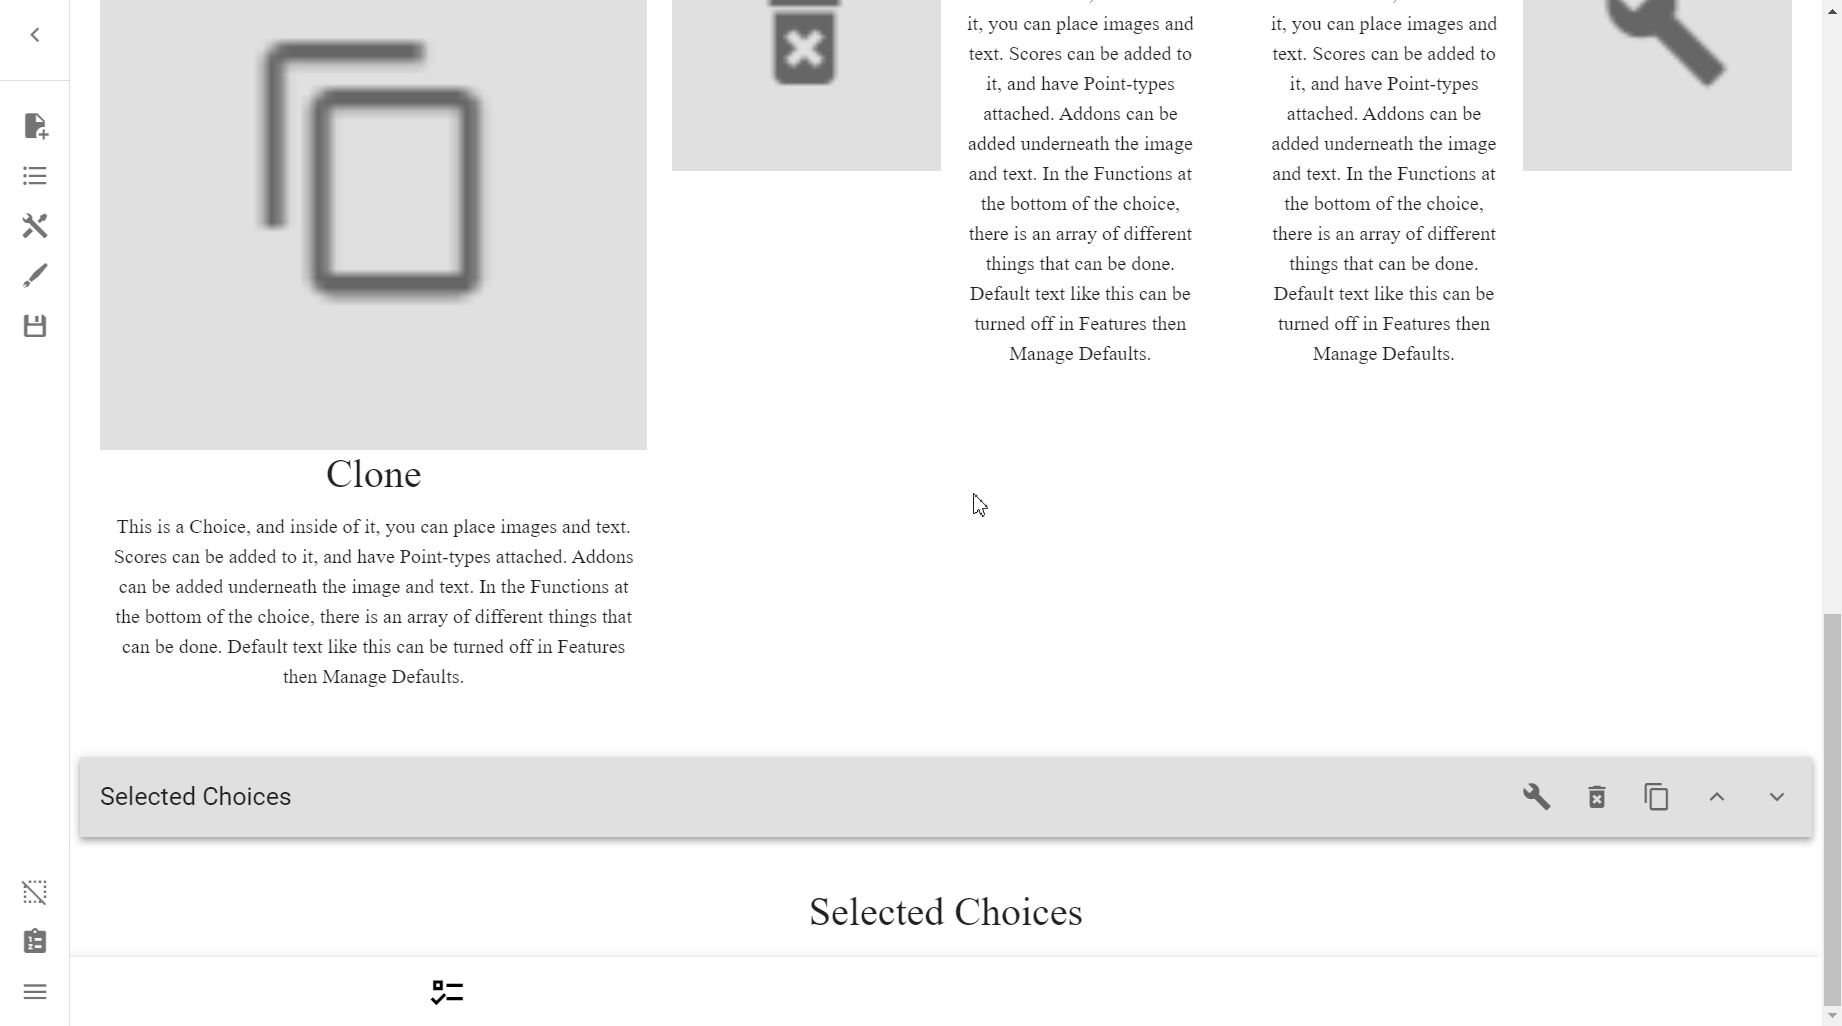 Clone
This is a Choice, and inside of it, you can place images and text.
Scores can be added to it, and have Point-types attached. Addons
can be added underneath the image and text. In the Functions at
the bottom of the choice, there is an array of different things that
can be done. Default text like this can be turned off in Features
then Manage Defaults.
it, you can place images and
text. Scores can be added to
it, and have Point-types
attached. Addons can be
added underneath the image
and text. In the Functions at
the bottom of the choice,
there is an array of different
things that can be done.
Default text like this can be
turned off in Features then
Manage Defaults.
it, you can place images and
text. Scores can be added to
it, and have Point-types
attached. Addons can be
added underneath the image
and text. In the Functions at
the bottom of the choice,
there is an array of different
things that can be done.
Default text like this can be
turned off in Features then
Manage Defaults.
Selected Choices
Selected Choices